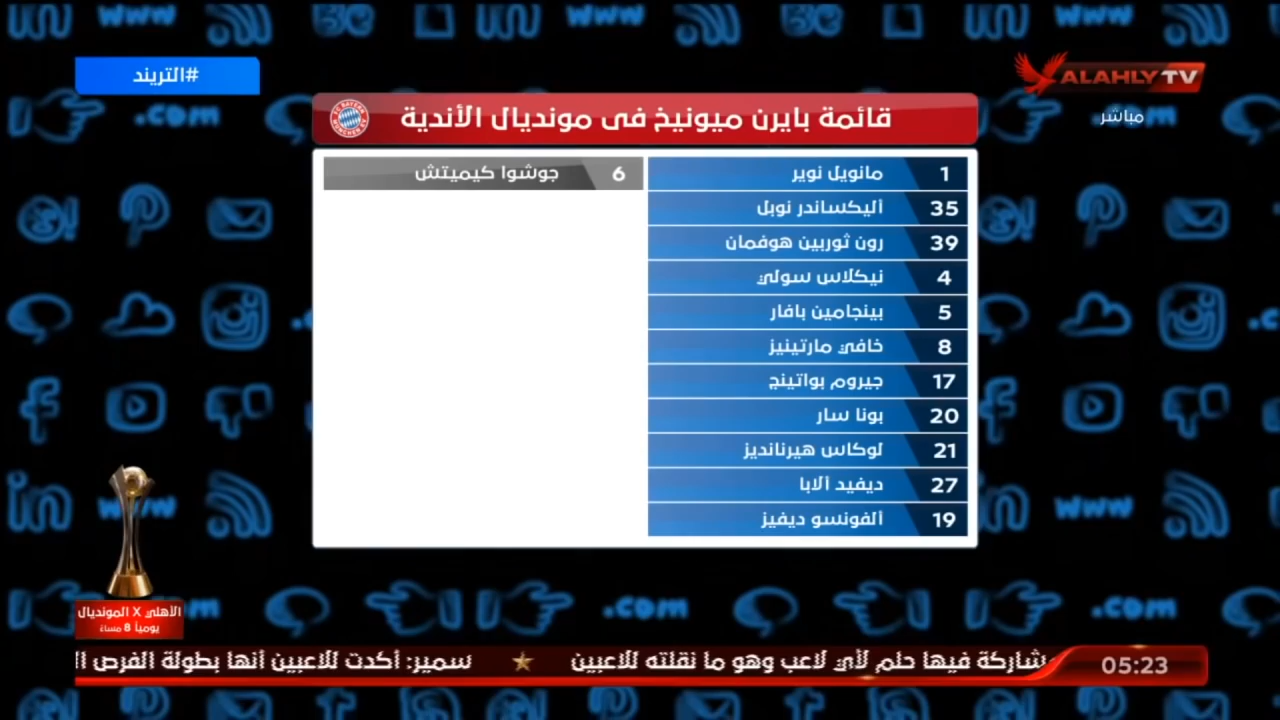 #التريند
ALAHLY TV
مباشر
قائمة بايرن ميونيخ فى مونديال الأندية
1 مانويل نوير
35 أليكساندر نوبل
39 رون ثوربين هوفمان
4 نيكلاس سولي
5 بينجامين بافار
8 خافي مارتينيز
17 جيروم بواتينج
20 بونا سار
21 لوكاس هيرنانديز
27 ديفيد ألابا
19 ألفونسو ديفيز
6 جوشوا كيميتش
الأهلي X المونديال
يومياً 8 مساءً
05:23
شاركة فيها حلم لأي لاعب وهو ما نقلته للاعبين ★ سمير: أكدت للاعبين أنها بطولة الفرص ال